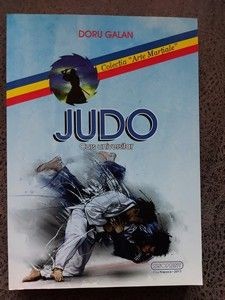 DORU GALAN
Colecția "Arte Marțiale"
JUDO
Curs universitar